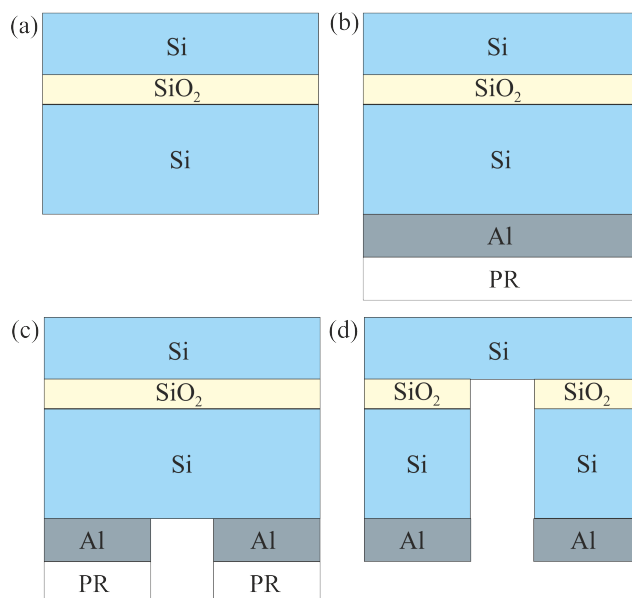 (a)
Si
SiO₂
Si
(b)
Si
SiO₂
Si
Al
PR
(c)
Si
SiO₂
Si
Al Al
PR PR
(d)
Si
SiO₂ SiO₂
Si Si
Al Al